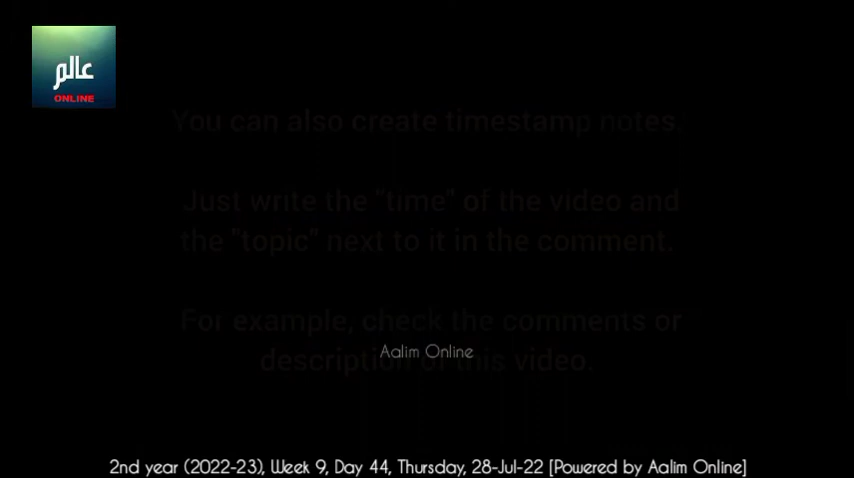 عالم
ONLINE
You can also create timestamp notes.
Just write the "time" of the video and
the "topic" next to it in the comment.
For example, check the comments or
Aalim Online
description of this video.
2nd year (2022-23), Week 9, Day 44, Thursday, 28-Jul-22 [Powered by Aalim Online]